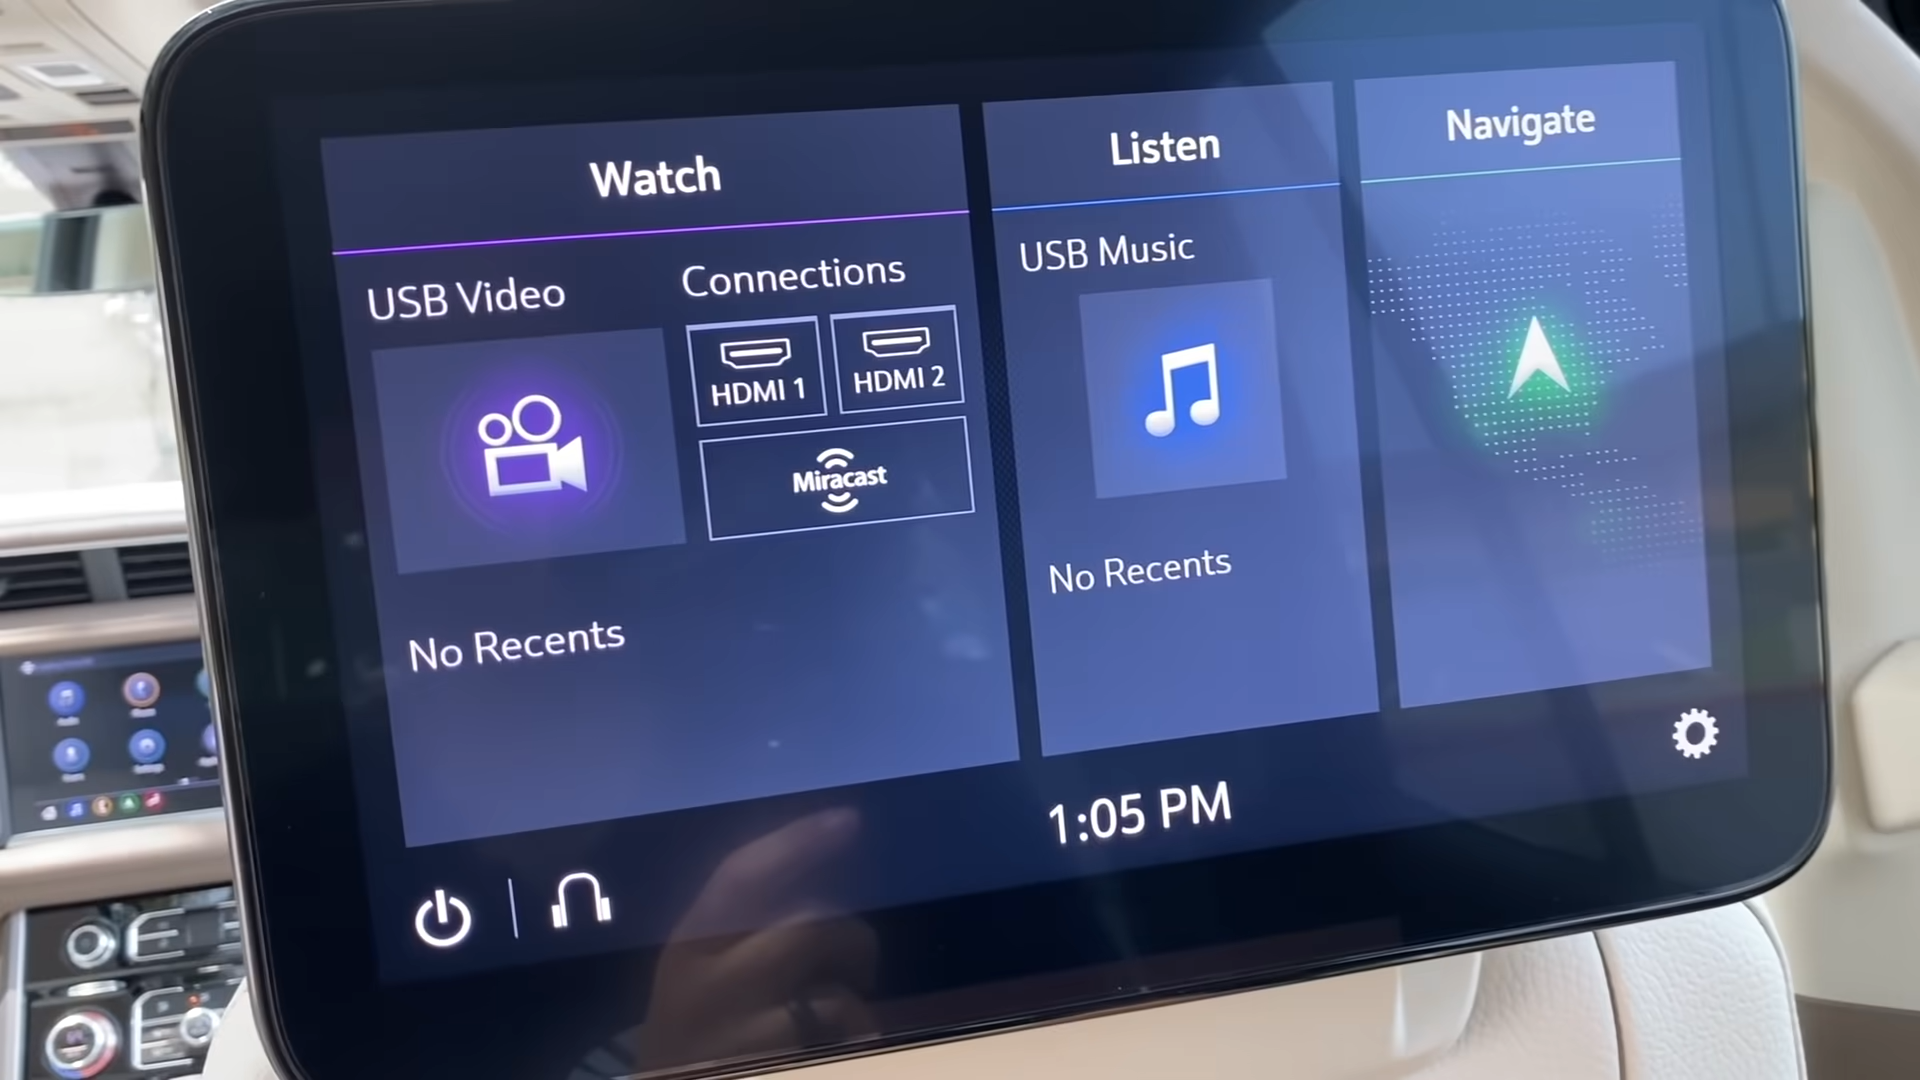 Watch
USB Video
Connections
HDMI 1
HDMI 2
Miracast
No Recents
Listen
USB Music
No Recents
Navigate
1:05 PM